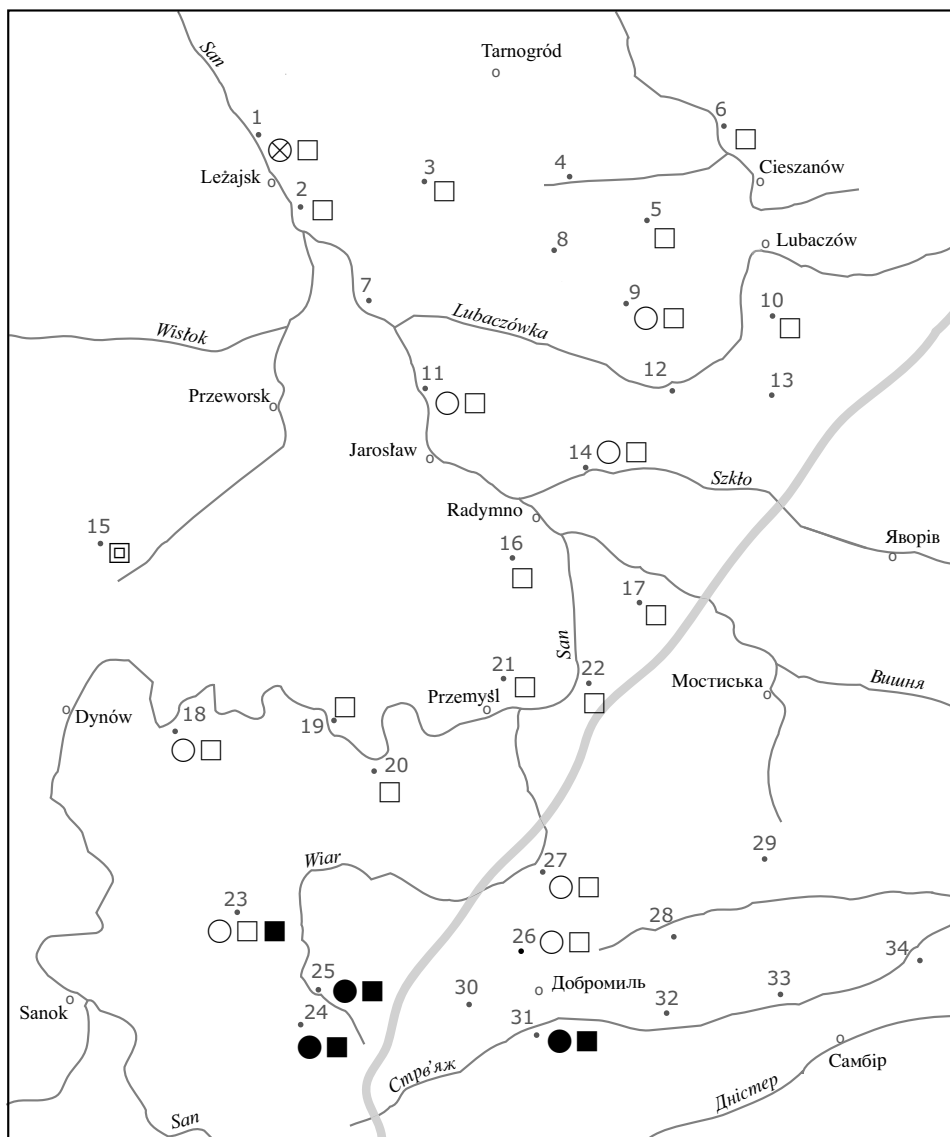 San
Tarnogród
1
6
Leżajsk
3
4
Cieszanów
2
5
8
Lubaczów
7
9
10
Wisłok
Lubaczówka
11
12
13
Przeworsk
Jarosław
14
Szkło
Radymno
15
16
Яворів
17
San
21
22
Мостиська
Вишня
Dynów
18
19
Przemyśl
20
Wiar
27
29
23
26
28
34
25
30
Добромиль
33
Sanok
24
31
32
Стрв'яж
Самбір
Дністер
San